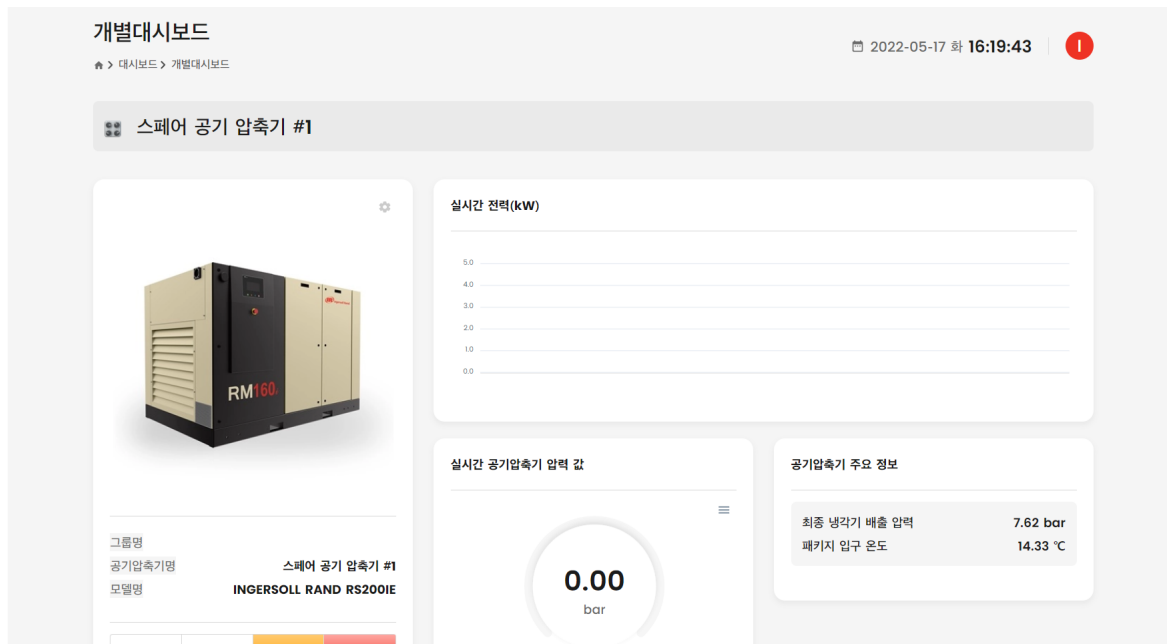 개별대시보드
2022-05-17 화 16:19:43
I
대시보드 > 개별대시보드
스페어 공기 압축기 #1
RM160
그룹명
공기압축기명 스페어 공기 압축기 #1
모델명 INGERSOLL RAND RS200IE
실시간 전력(kW)
5.0
4.0
3.0
2.0
1.0
0.0
실시간 공기압축기 압력 값
0.00
bar
공기압축기 주요 정보
최종 냉각기 배출 압력 7.62 bar
패키지 입구 온도 14.33 ℃